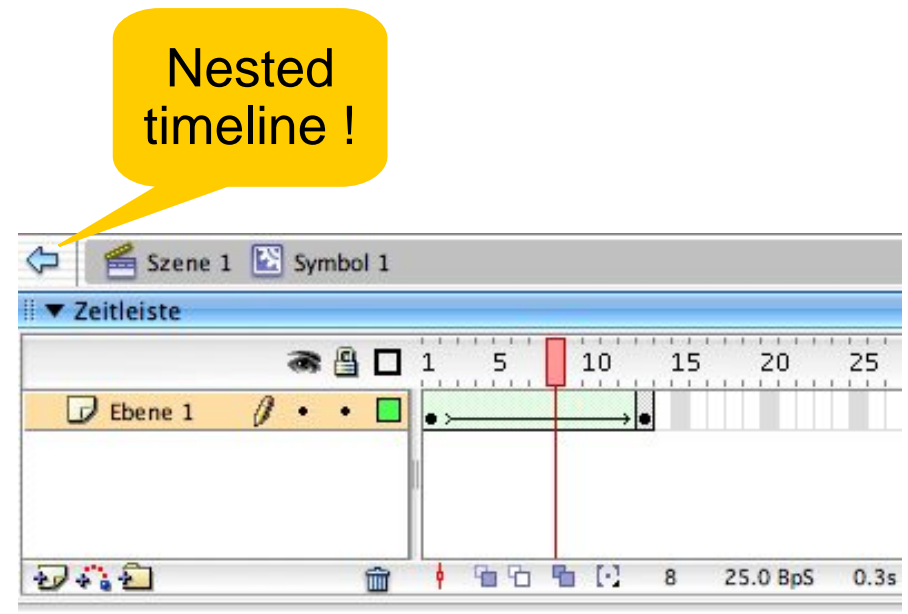 Nested
timeline !
Szene 1 Symbol 1
Zeitleiste
1 5 10 15 20 25
Ebene 1
8 25.0 BpS 0.3s